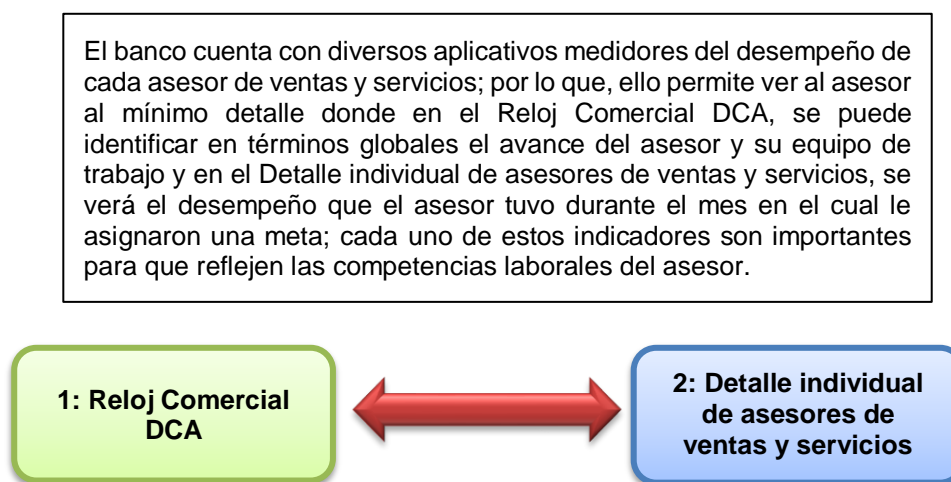 El banco cuenta con diversos aplicativos medidores del desempeño de
cada asesor de ventas y servicios; por lo que, ello permite ver al asesor
al mínimo detalle donde en el Reloj Comercial DCA, se puede
identificar en términos globales el avance del asesor y su equipo de
trabajo y en el Detalle individual de asesores de ventas y servicios, se
verá el desempeño que el asesor tuvo durante el mes en el cual le
asignaron una meta; cada uno de estos indicadores son importantes
para que reflejen las competencias laborales del asesor.
1: Reloj Comercial
DCA
2: Detalle individual
de asesores de
ventas y servicios